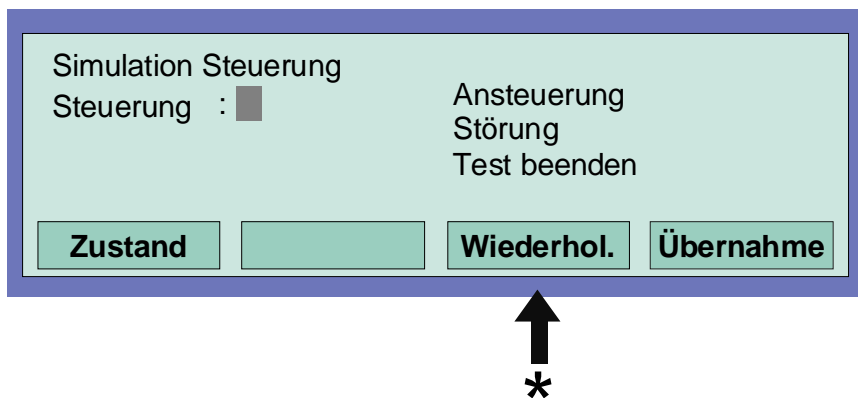 Simulation Steuerung
Steuerung :
Ansteuerung
Störung
Test beenden
Zustand
Wiederhol.
Übernahme
*